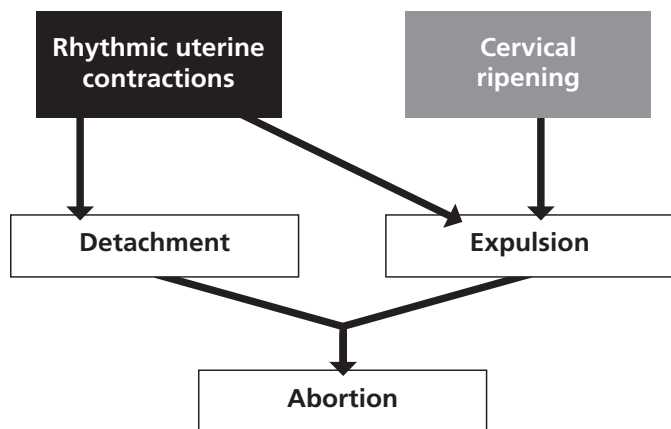 Rhythmic uterine
contractions
Cervical
ripening
Detachment
Expulsion
Abortion